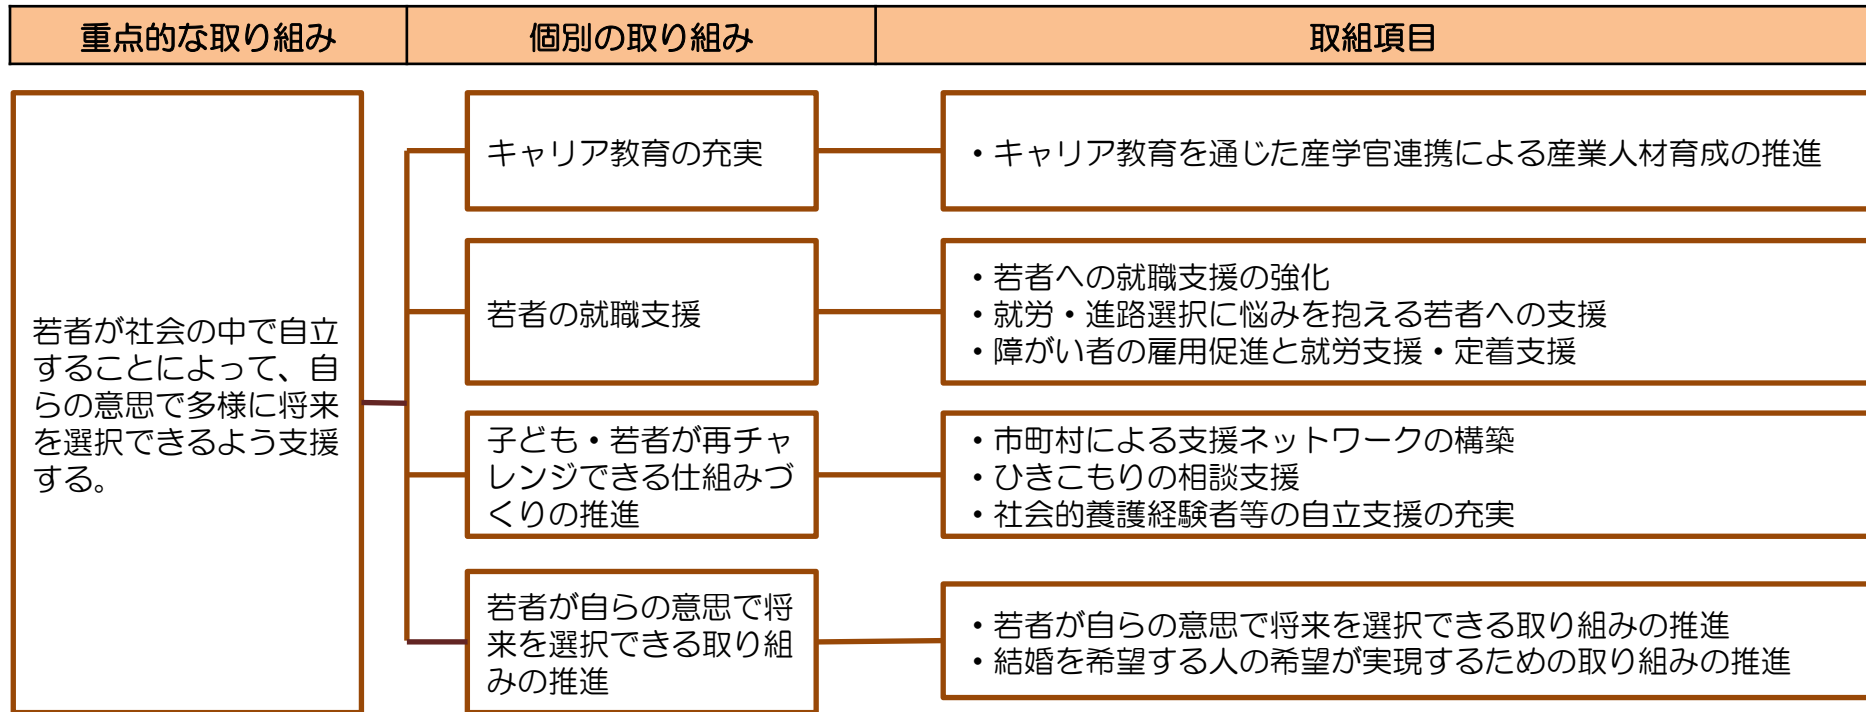 重点的な取り組み 個別の取り組み 取組項目
若者が社会の中で自立
することによって、自
らの意思で多様に将来
を選択できるよう支援
する。
キャリア教育の充実
・キャリア教育を通じた産学官連携による産業人材育成の推進
若者の就職支援
・若者への就職支援の強化
・就労・進路選択に悩みを抱える若者への支援
・障がい者の雇用促進と就労支援・定着支援
子ども・若者が再チャ
レンジできる仕組みづ
くりの推進
・市町村による支援ネットワークの構築
・ひきこもりの相談支援
・社会的養護経験者等の自立支援の充実
若者が自らの意思で将
来を選択できる取り組
みの推進
・若者が自らの意思で将来を選択できる取り組みの推進
・結婚を希望する人の希望が実現するための取り組みの推進